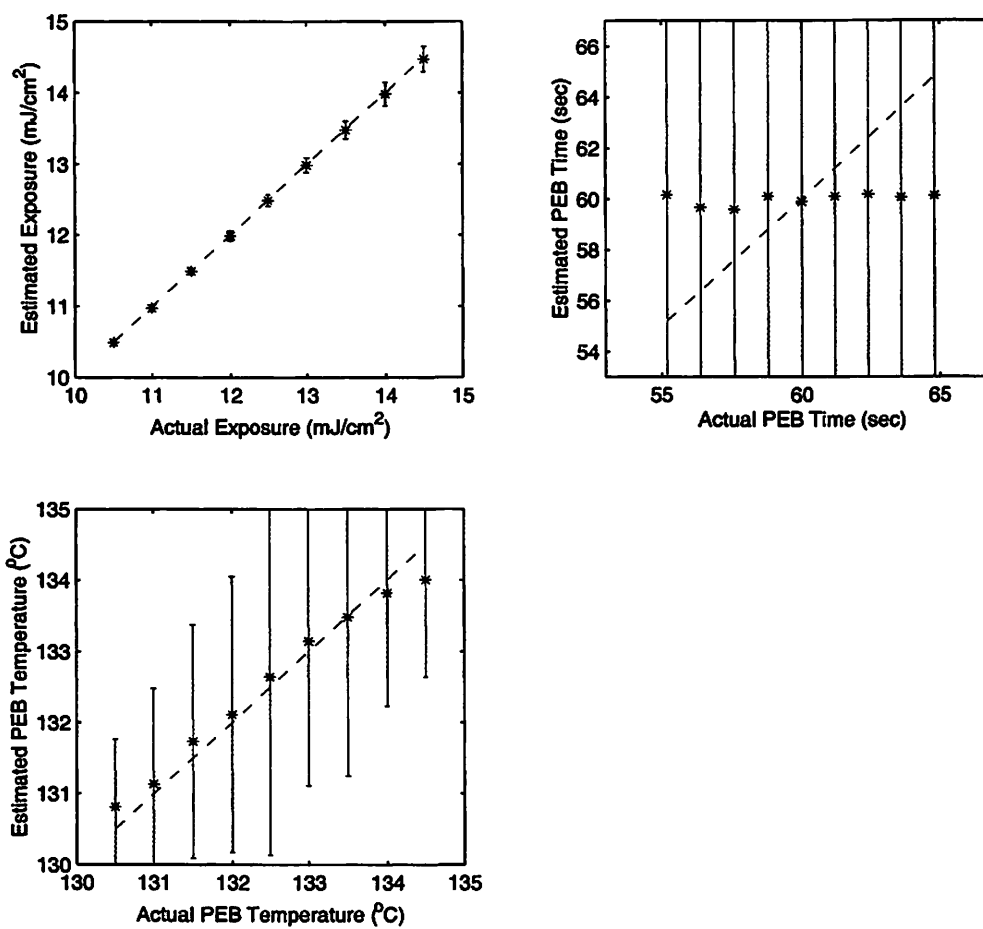 15
14
13
12
11
10
Estimated Exposure (mJ/cm²)
10 11 12 13 14 15
Actual Exposure (mJ/cm²)
66
64
62
60
58
56
54
Estimated PEB Time (sec)
55 60 65
Actual PEB Time (sec)
135
134
133
132
131
130
Estimated PEB Temperature (⁰C)
130 131 132 133 134 135
Actual PEB Temperature (⁰C)